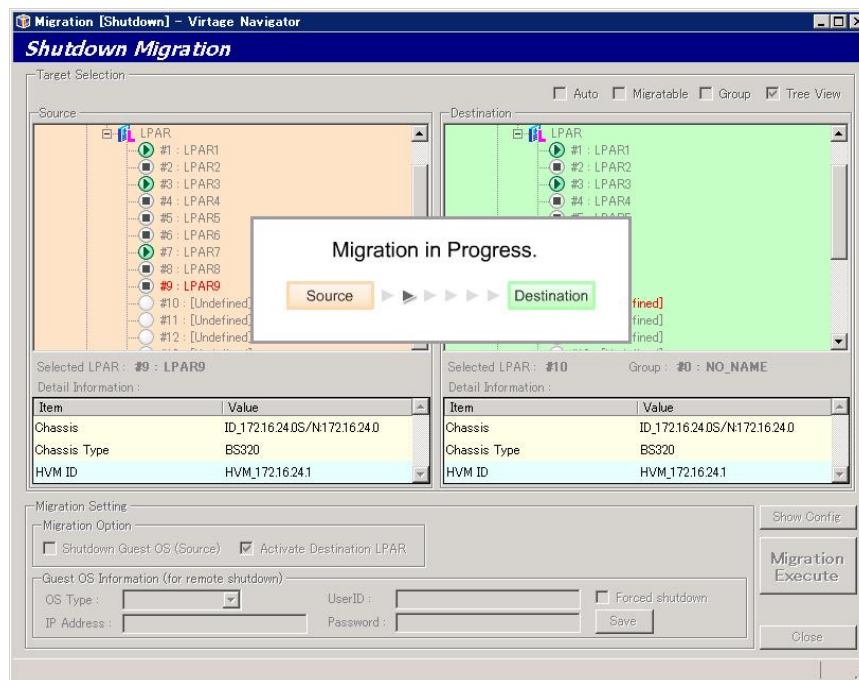 Migration [Shutdown] - Virtage Navigator
Shutdown Migration
Target Selection
Auto Migratable Group Tree View
Source
LPAR
#1 : LPAR1
#2 : LPAR2
#3 : LPAR3
#4 : LPAR4
#5 : LPAR5
#6 : LPAR6
#7 : LPAR7
#8 : LPAR8
#9 : LPAR9
#10 : [Undefined]
#11 : [Undefined]
#12 : [Undefined]
Selected LPAR : #9 : LPAR9
Detail Information :
Item Value
Chassis ID_172.16.24.0S/N:172.16.24.0
Chassis Type BS320
HVM ID HVM_172.16.24.1
Destination
LPAR
#1 : LPAR1
#2 : LPAR2
#3 : LPAR3
#4 : LPAR4
#5 : LPAR5
fined]
fined]
fined]
Selected LPAR : #10 Group : #0 : NO_NAME
Detail Information :
Item Value
Chassis ID_172.16.24.0S/N:172.16.24.0
Chassis Type BS320
HVM ID HVM_172.16.24.1
Migration in Progress.
Source Destination
Migration Setting
Migration Option
Shutdown Guest OS (Source) Activate Destination LPAR
Guest OS Information (for remote shutdown)
OS Type : UserID : Forced shutdown
IP Address : Password : Save
Show Config
Migration
Execute
Close